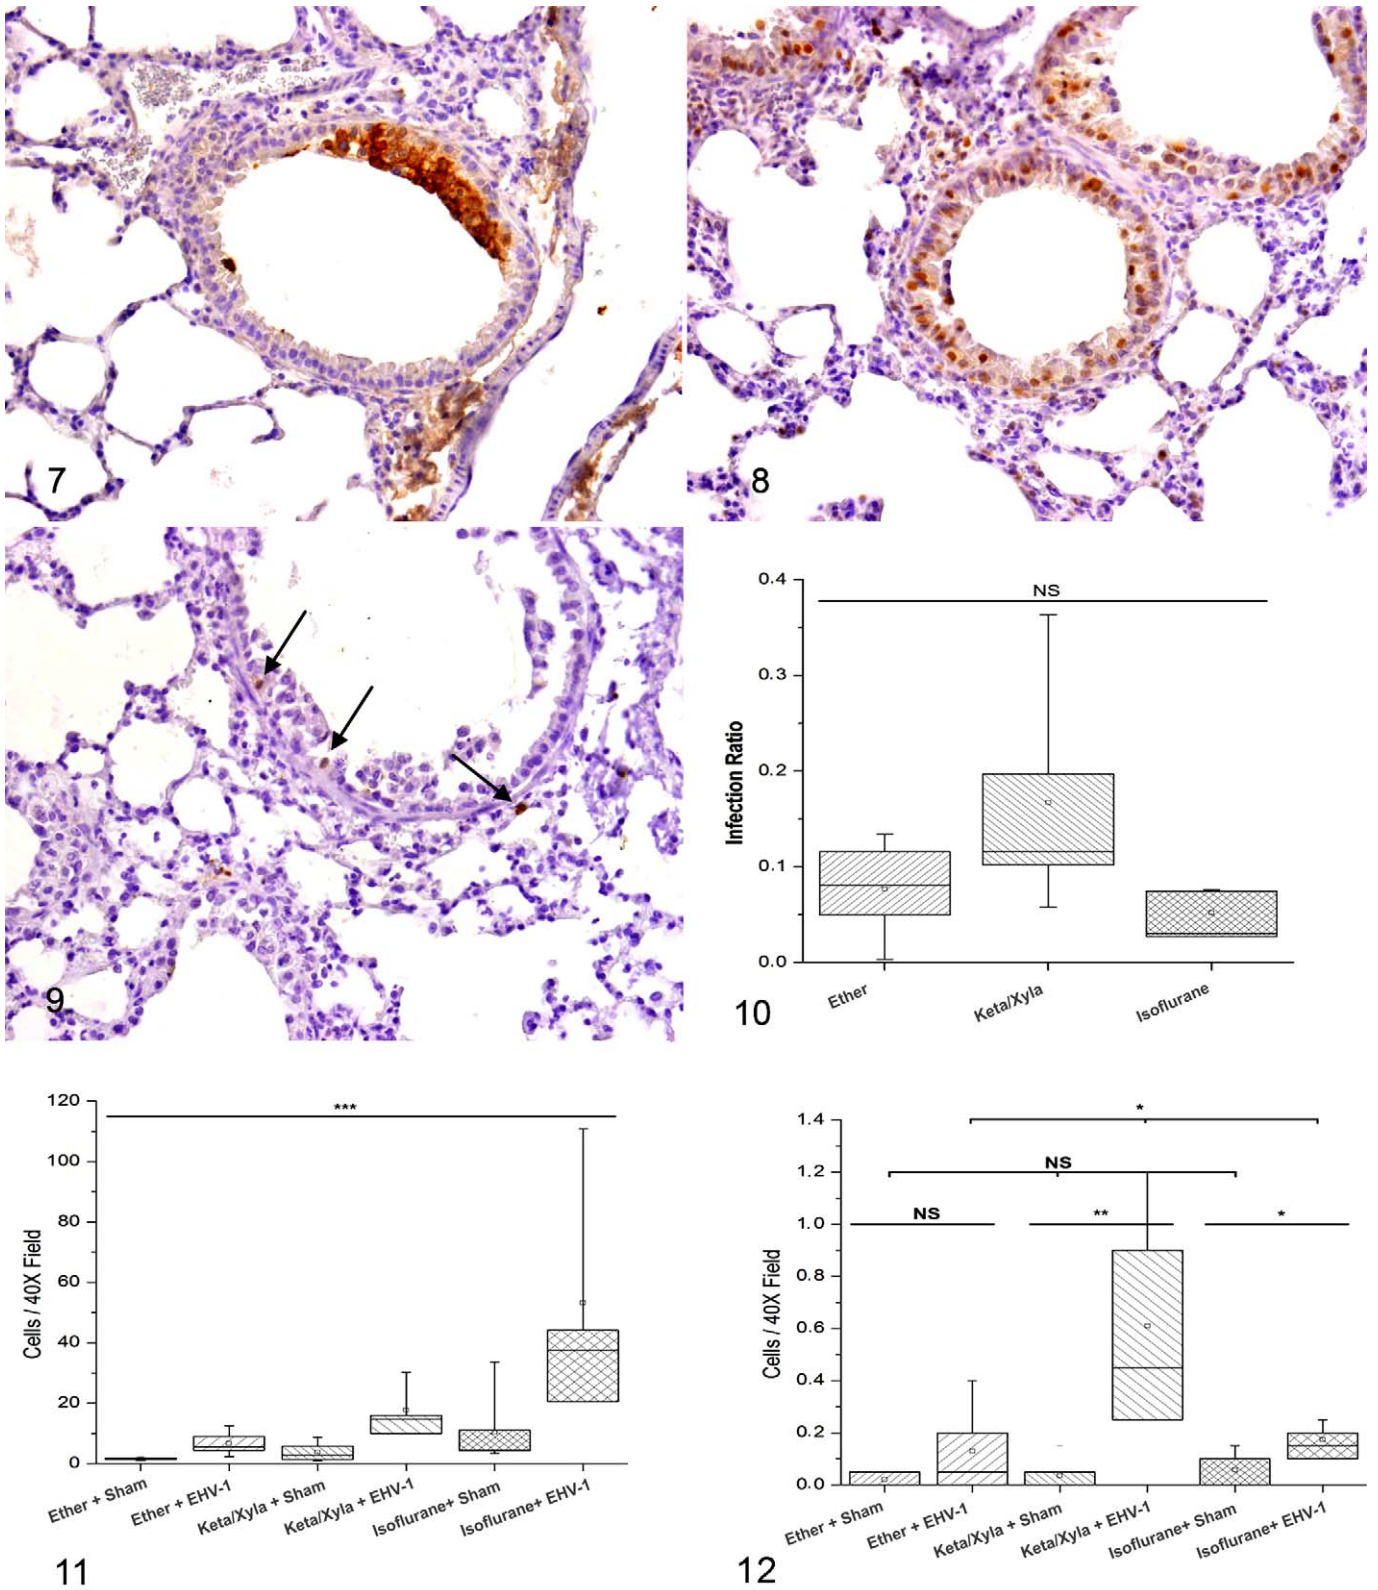 7
8
9
0.4
0.3
0.2
0.1
0.0
Infection Ratio
NS
Ether
Keta/Xyla
Isoflurane
10
120
100
80
60
40
20
0
Cells / 40X Field
***
Ether + Sham
Ether + EHV-1
Keta/Xyla + Sham
Keta/Xyla + EHV-1
Isoflurane+ Sham
Isoflurane+ EHV-1
11
1.4
1.2
1.0
0.8
0.6
0.4
0.2
0.0
Cells / 40X Field
*
NS
NS
**
*
Ether + Sham
Ether + EHV-1
Keta/Xyla + Sham
Keta/Xyla + EHV-1
Isoflurane+ Sham
Isoflurane+ EHV-1
12